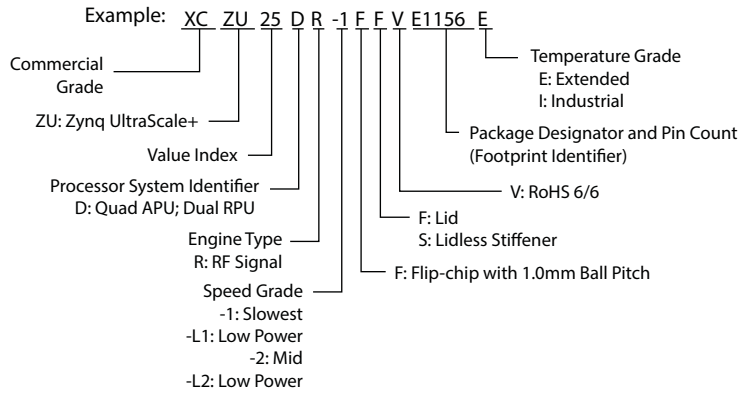 Example: XC ZU 25 D R -1 F F V E1156 E
Commercial
Grade
ZU: Zynq UltraScale+
Value Index
Processor System Identifier
D: Quad APU; Dual RPU
Engine Type
R: RF Signal
Speed Grade
-1: Slowest
-L1: Low Power
-2: Mid
-L2: Low Power
Temperature Grade
E: Extended
I: Industrial
Package Designator and Pin Count
(Footprint Identifier)
V: RoHS 6/6
F: Lid
S: Lidless Stiffener
F: Flip-chip with 1.0mm Ball Pitch